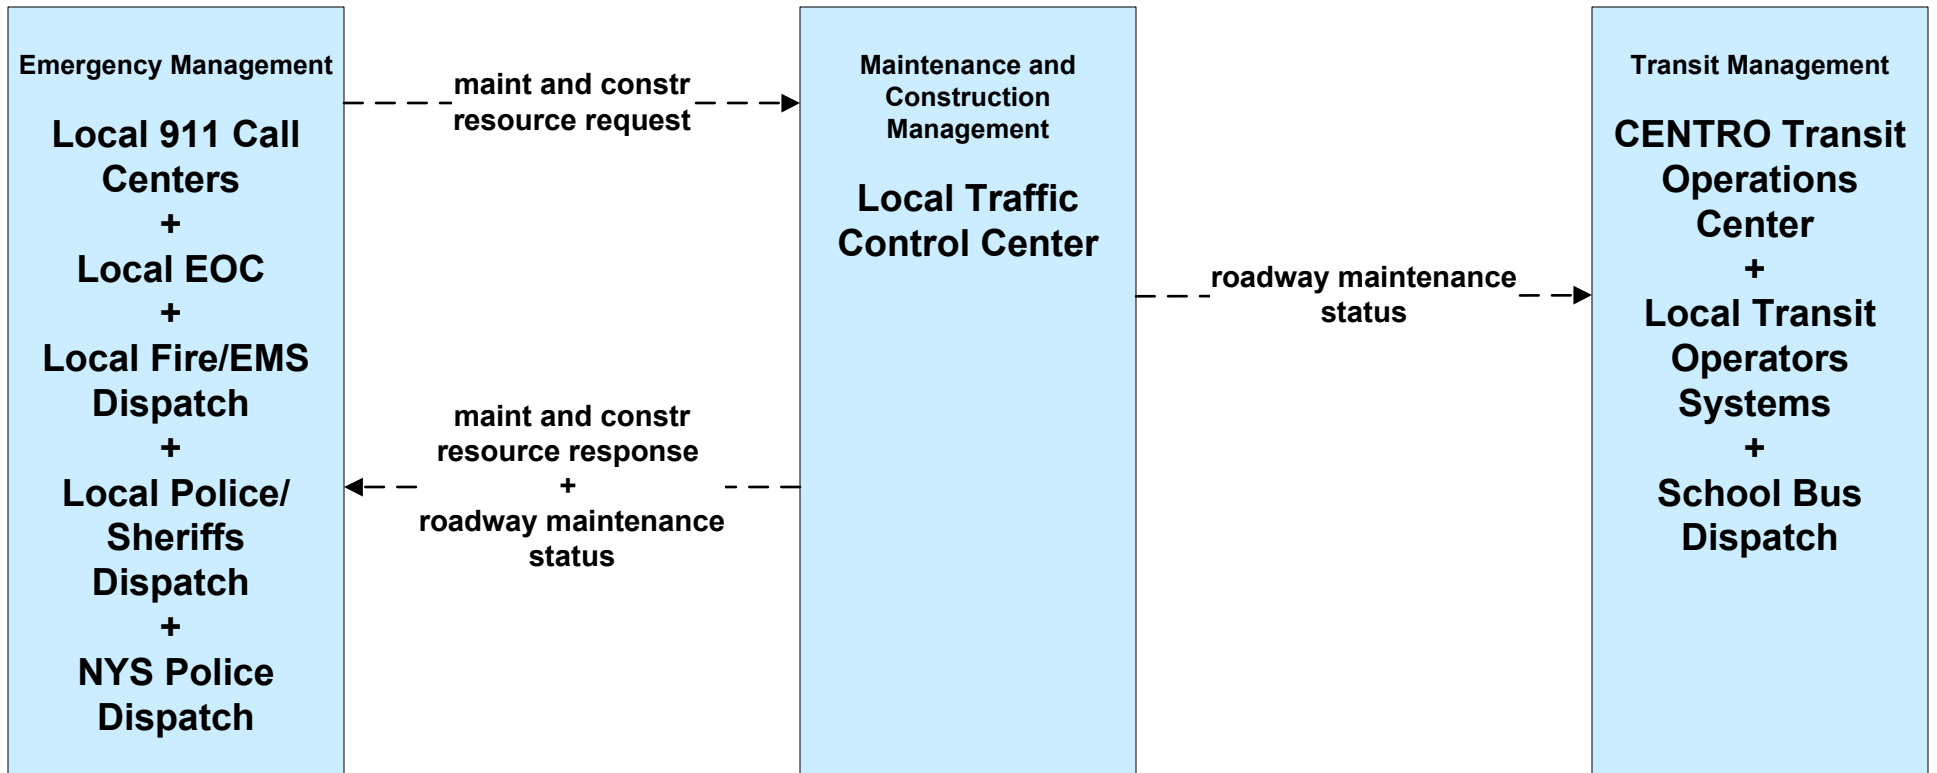 Emergency Management
Local 911 Call
Centers
+
Local EOC
+
Local Fire/EMS
Dispatch
+
Local Police/
Sheriffs
Dispatch
+
NYS Police
Dispatch
maint and constr
resource request
maint and constr
resource response
+
roadway maintenance
status
Maintenance and
Construction
Management
Local Traffic
Control Center
roadway maintenance
status
Transit Management
CENTRO Transit
Operations
Center
+
Local Transit
Operators
Systems
+
School Bus
Dispatch